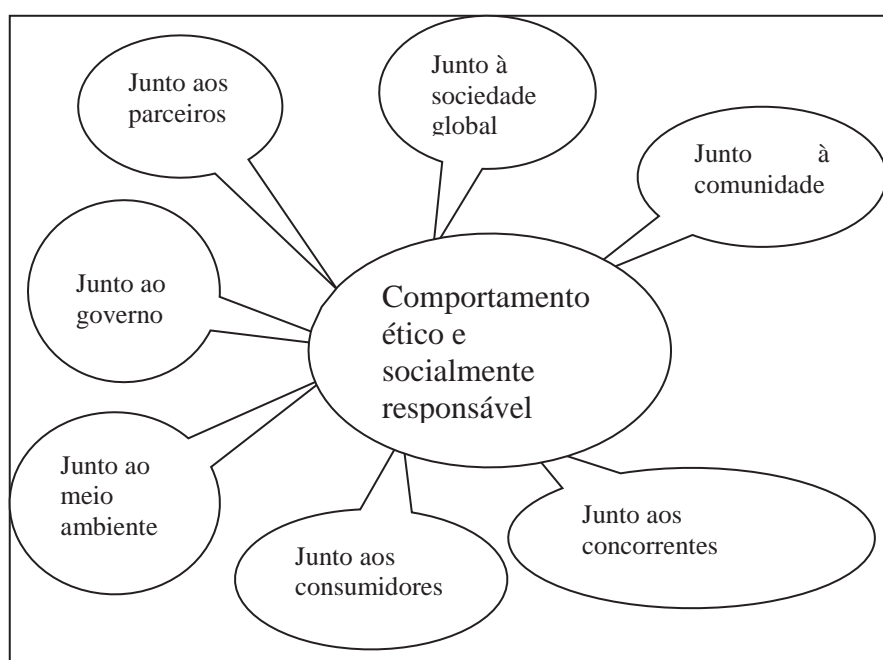 Junto aos
parceiros
Junto à
sociedade
global
Junto à
comunidade
Junto ao
governo
Comportamento
ético e
socialmente
responsável
Junto ao
meio
ambiente
Junto aos
consumidores
Junto aos
concorrentes